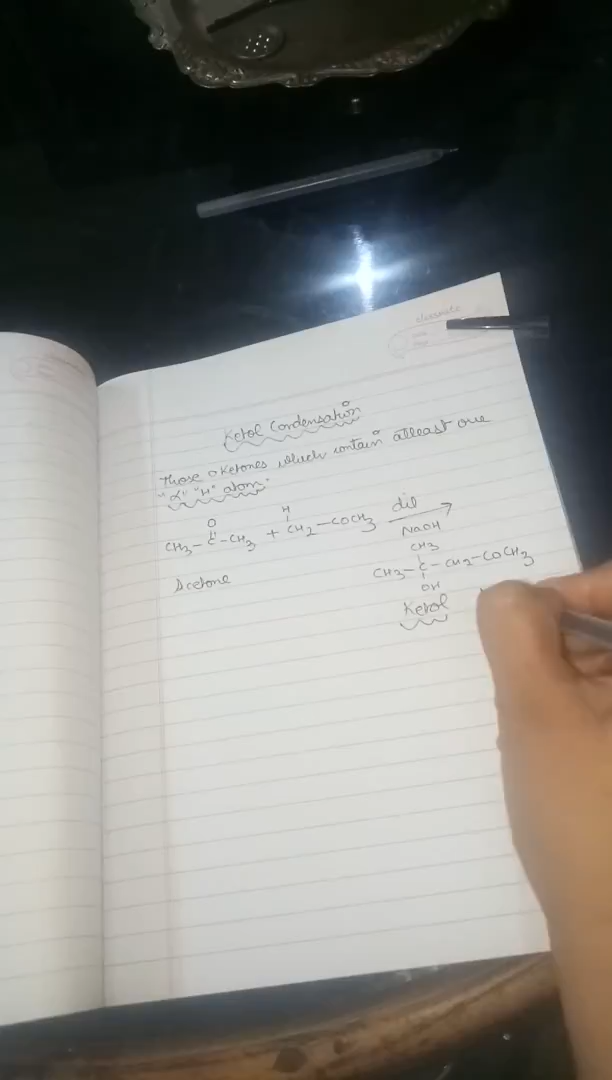 classmate
Ketol Condensation
Those ketones which contain atleast one
"α" "H" atom"
O
CH3-C-CH3 + CH2-COCH3
H
dil
NaOH
Acetone
CH3
CH3-C-CH2-COCH3
OH
Ketol